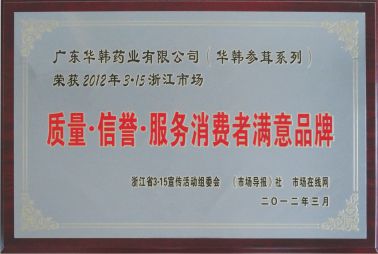 广东华韩药业有限公司（华韩参茸系列）
荣获2012年3·15浙江市场
质量·信誉·服务消费者满意品牌
浙江省3·15宣传活动组委会 《市场导报》社 市场在线网
二〇一二年三月